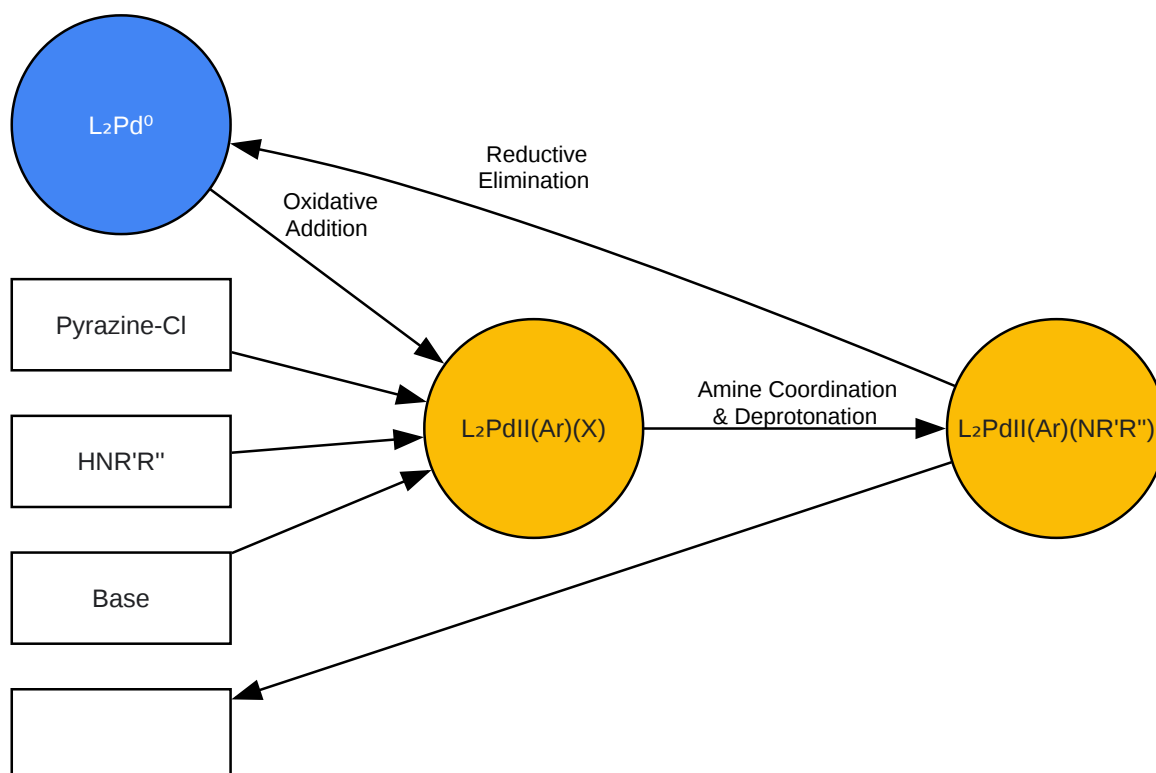 L₂Pd⁰
Reductive
Elimination
Oxidative
Addition
Pyrazine-Cl
Amine Coordination
& Deprotonation
L₂PdII(Ar)(X)
L₂PdII(Ar)(NR'R'')
HNR'R''
Base